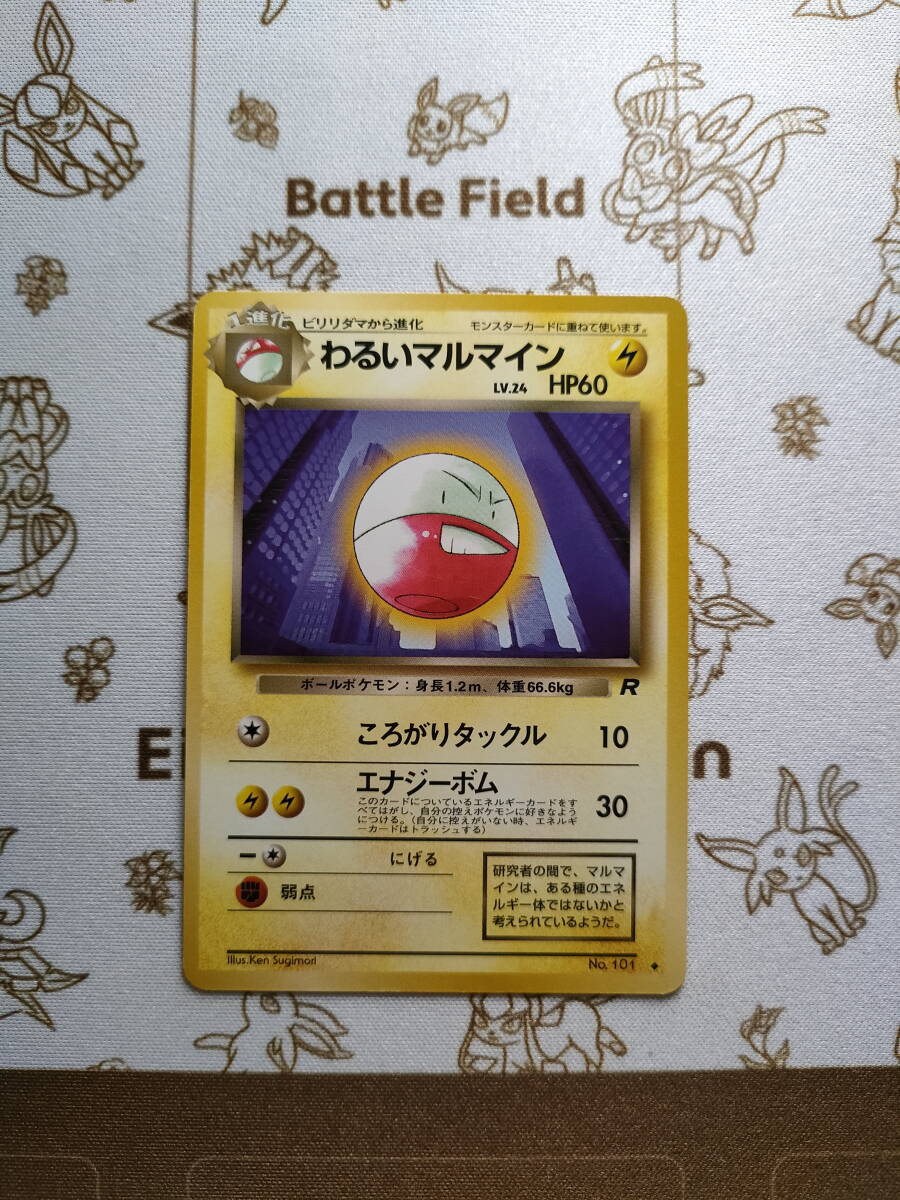 Battle Field
1進化
ビリリダマから進化
モンスターカードに重ねて使います。
わるいマルマイン
LV.24 HP60
ボールポケモン：身長1.2m、体重66.6kg
R
ころがりタックル 10
エナジーボム 30
このカードについているエネルギーカードをす
べてはがし、自分の控えポケモンに好きなよう
につける。（自分に控えがいない時、エネルギ
ーカードはトラッシュする）
にげる
弱点
研究者の間で、マルマ
インは、ある種のエネ
ルギー体ではないかと
考えられているようだ。
Illus.Ken Sugimori
No. 101